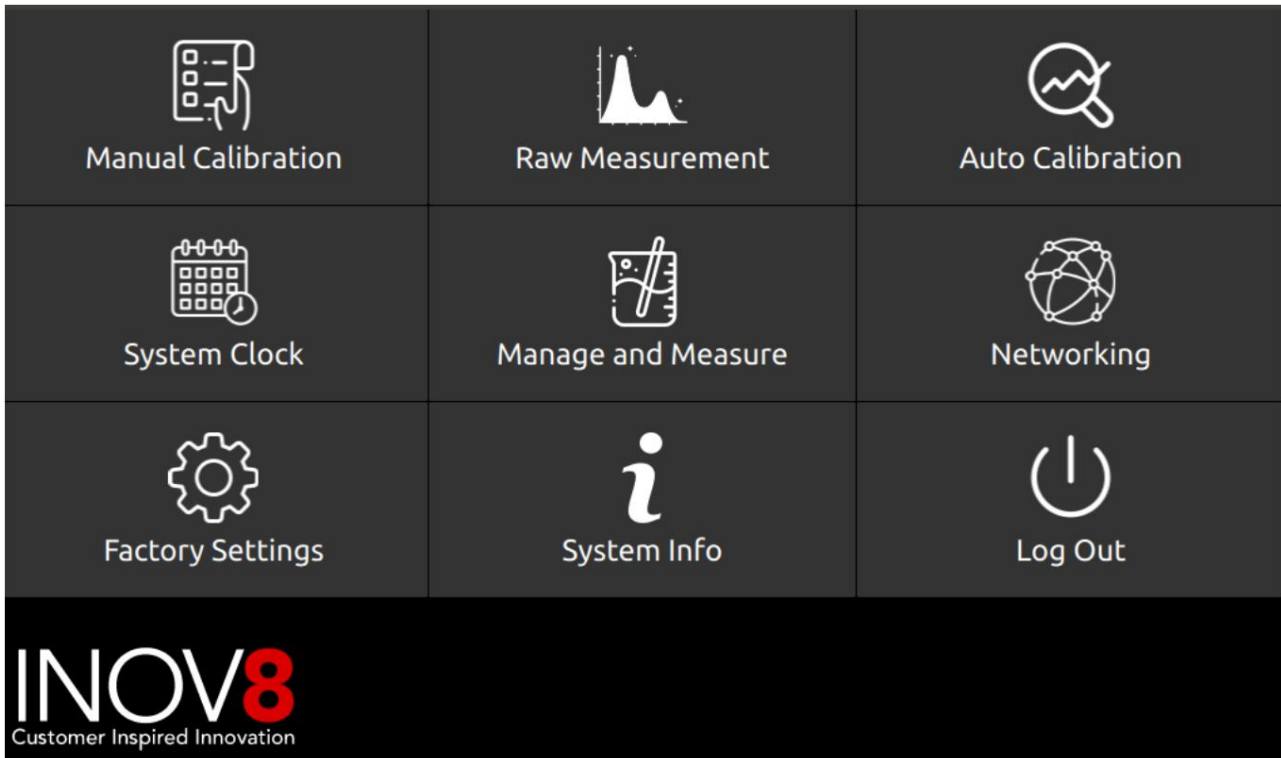 Manual Calibration
Raw Measurement
Auto Calibration
System Clock
Manage and Measure
Networking
Factory Settings
System Info
Log Out
INOV8
Customer Inspired Innovation